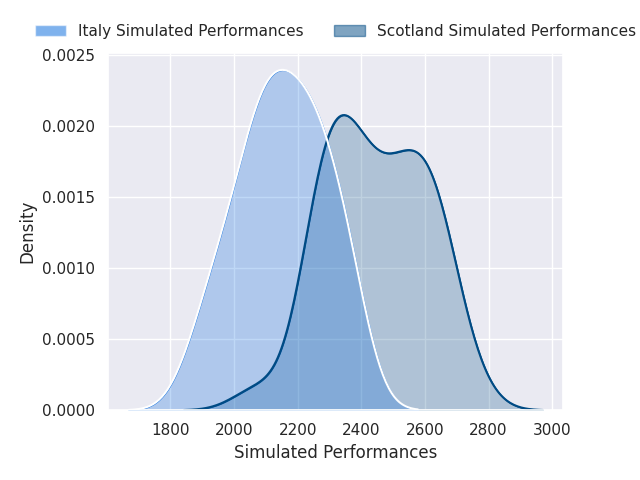 Italy Simulated Performances Scotland Simulated Performances
0.0025
0.0020
0.0015
0.0010
0.0005
0.0000
Density
1800 2000 2200 2400 2600 2800 3000
Simulated Performances